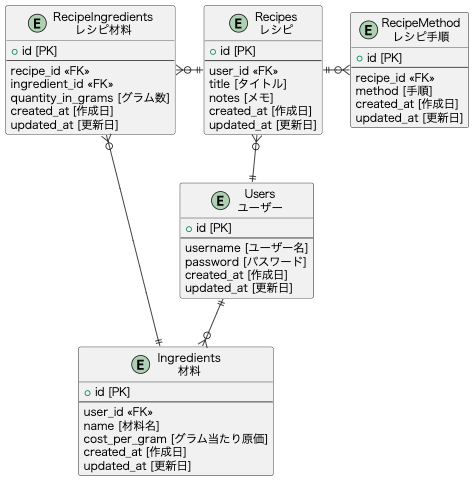 E
RecipeIngredients
レシピ材料
id [PK]
recipe_id «FK»
ingredient_id «FK»
quantity_in_grams [グラム数]
created_at [作成日]
updated_at [更新日]
E
Recipes
レシピ
id [PK]
user_id «FK»
title [タイトル]
notes [メモ]
created_at [作成日]
updated_at [更新日]
E
RecipeMethod
レシピ手順
id [PK]
recipe_id «FK»
method [手順]
created_at [作成日]
updated_at [更新日]
E
Users
ユーザー
id [PK]
username [ユーザー名]
password [パスワード]
created_at [作成日]
updated_at [更新日]
E
Ingredients
材料
id [PK]
user_id «FK»
name [材料名]
cost_per_gram [グラム当たり原価]
created_at [作成日]
updated_at [更新日]